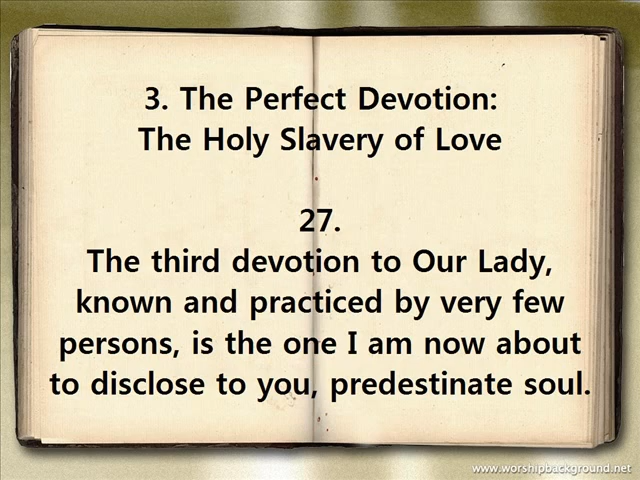 3. The Perfect Devotion:
The Holy Slavery of Love
27.
The third devotion to Our Lady,
known and practiced by very few
persons, is the one I am now about
to disclose to you, predestinate soul.
www.worshipbackground.net